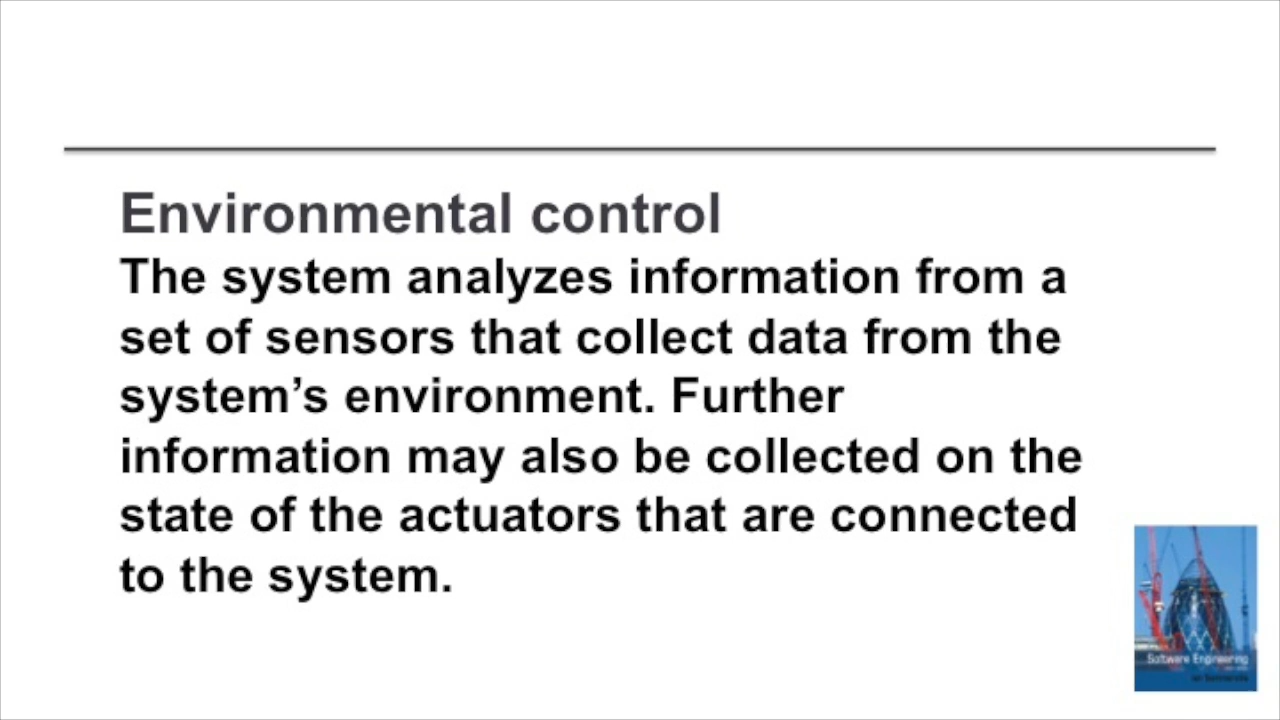 Environmental control
The system analyzes information from a
set of sensors that collect data from the
system’s environment. Further
information may also be collected on the
state of the actuators that are connected
to the system.
Software Engineering